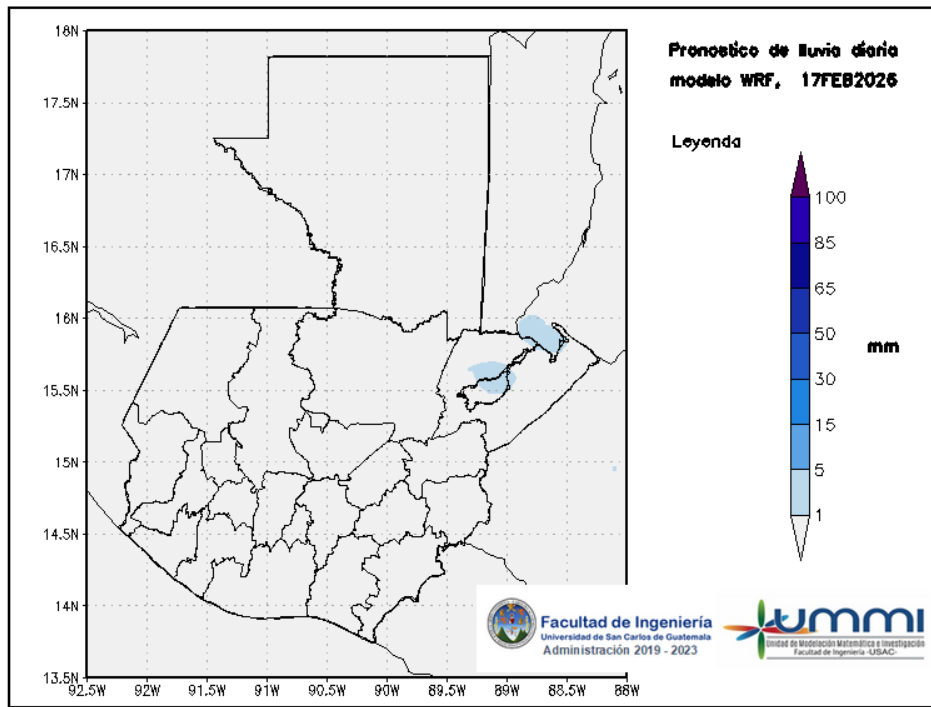 Pronostico de lluvia diaria
modelo WRF, 17FEB2026
Leyenda
100
85
65
50
30
15
5
1
mm
18N
17.5N
17N
16.5N
16N
15.5N
15N
14.5N
14N
13.5N
92.5W
92W
91.5W
91W
90.5W
90W
89.5W
89W
88.5W
88W
Facultad de Ingeniería
Universidad de San Carlos de Guatemala
Administración 2019 - 2023
UMMI
Unidad de Modelación Matemática e Investigación
Facultad de Ingeniería -USAC-